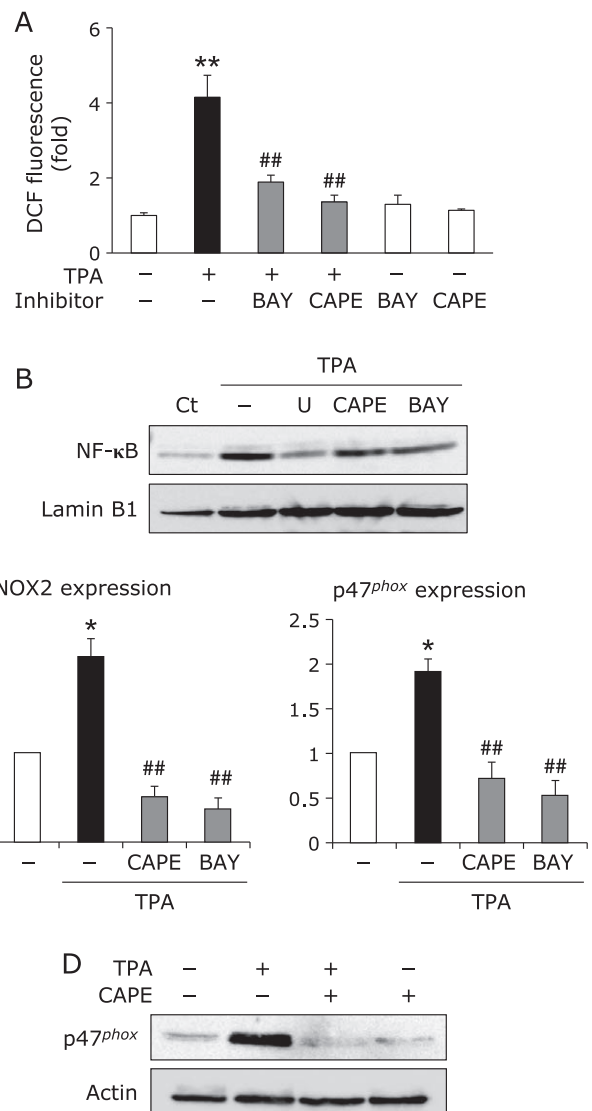 A
DCF fluorescence
(fold)
6
4
2
0
**
##
##
TPA − + + + − −
Inhibitor − − BAY CAPE BAY CAPE
B
TPA
Ct − U CAPE BAY
NF-κB
Lamin B1
NOX2 expression
*
##
##
− − CAPE BAY
TPA
p47phox expression
2.5
2
1.5
1
0.5
0
*
##
##
− − CAPE BAY
TPA
D
TPA − + + −
CAPE − − + +
p47phox
Actin